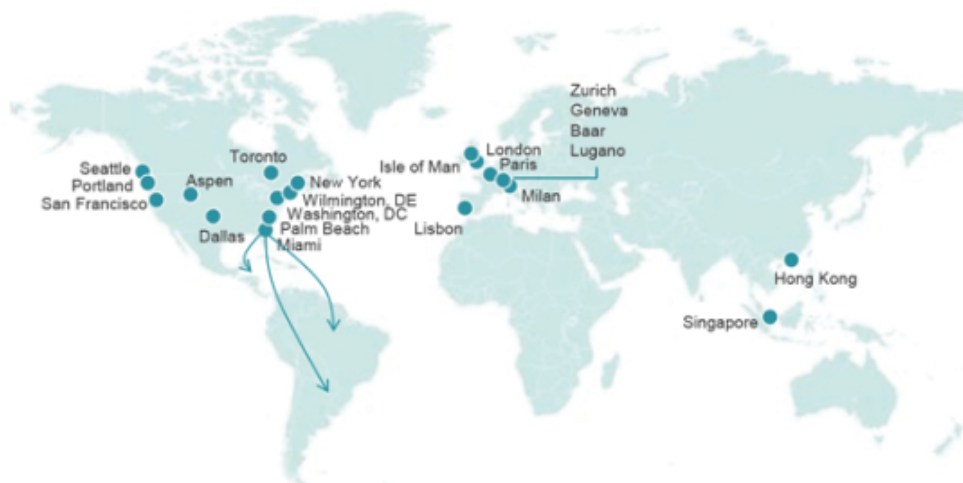 Zurich
Geneva
Baar
Lugano
London
Isle of Man
Paris
Milan
Lisbon
Seattle
Portland
San Francisco
Aspen
Toronto
New York
Wilmington, DE
Washington, DC
Dallas
Palm Beach
Miami
Hong Kong
Singapore